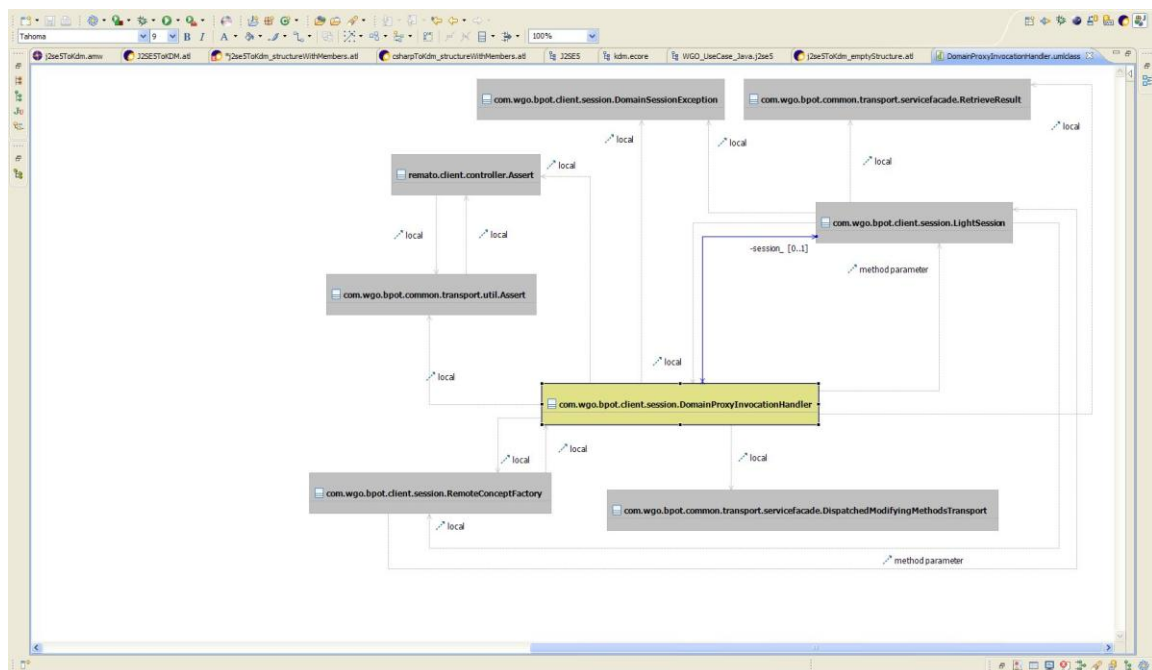 Tahoma 9 B I A 100%
j2se5ToKdm.amw J2SE5ToKDM.atl *j2se5ToKdm_structureWithMembers.atl csharpToKdm_structureWithMembers.atl J2SE5 kdm.ecore WGO_UseCase_Java.j2se5 j2se5ToKdm_emptyStructure.atl DomainProxyInvocationHandler.umlclass
com.wgo.bpot.client.session.DomainSessionException com.wgo.bpot.common.transport.servicefacade.RetrieveResult
local
local local local
local
remato.client.controller.Assert
com.wgo.bpot.client.session.LightSession
local local
-session_ [0..1]
method parameter
com.wgo.bpot.common.transport.util.Assert
local
local
com.wgo.bpot.client.session.DomainProxyInvocationHandler
local
local local
com.wgo.bpot.client.session.RemoteConceptFactory
com.wgo.bpot.common.transport.servicefacade.DispatchedModifyingMethodsTransport
local
method parameter